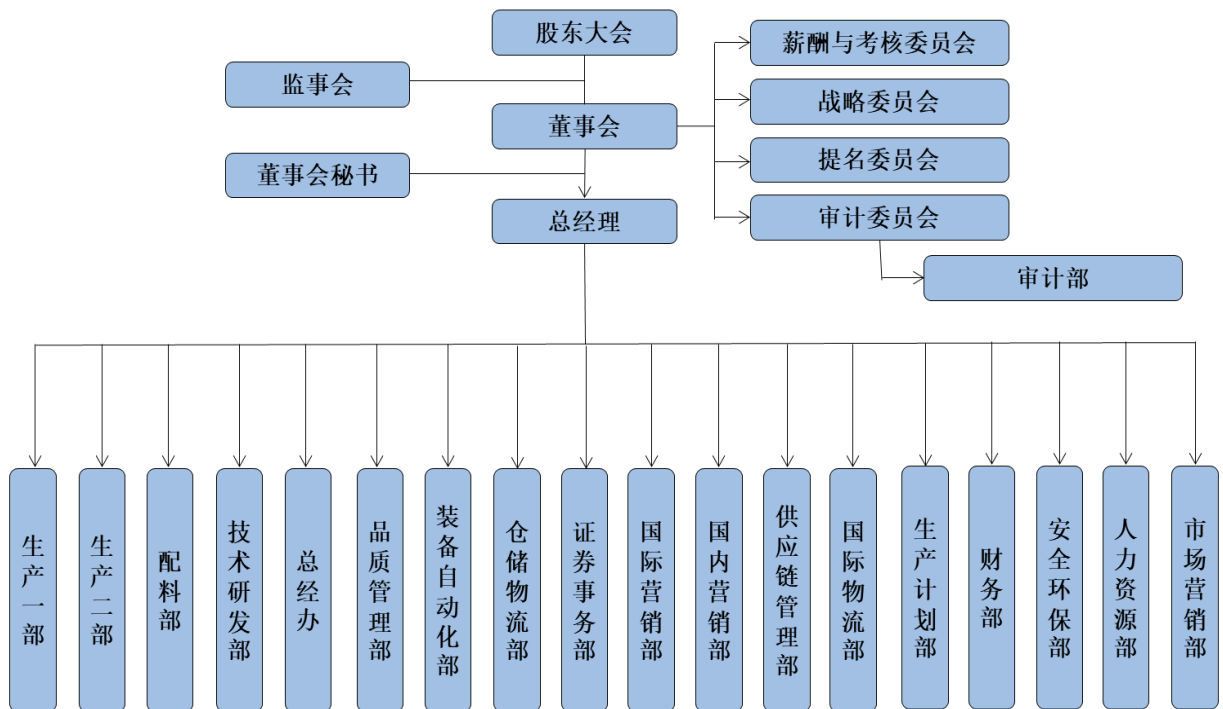 股东大会
薪酬与考核委员会
监事会
战略委员会
董事会
提名委员会
董事会秘书
总经理
审计委员会
审计部
生产一部
生产二部
配料部
技术研发部
总经办
品质管理部
装备自动化部
仓储物流部
证券事务部
国际营销部
国内营销部
供应链管理部
国际物流部
生产计划部
财务部
安全环保部
人力资源部
市场营销部